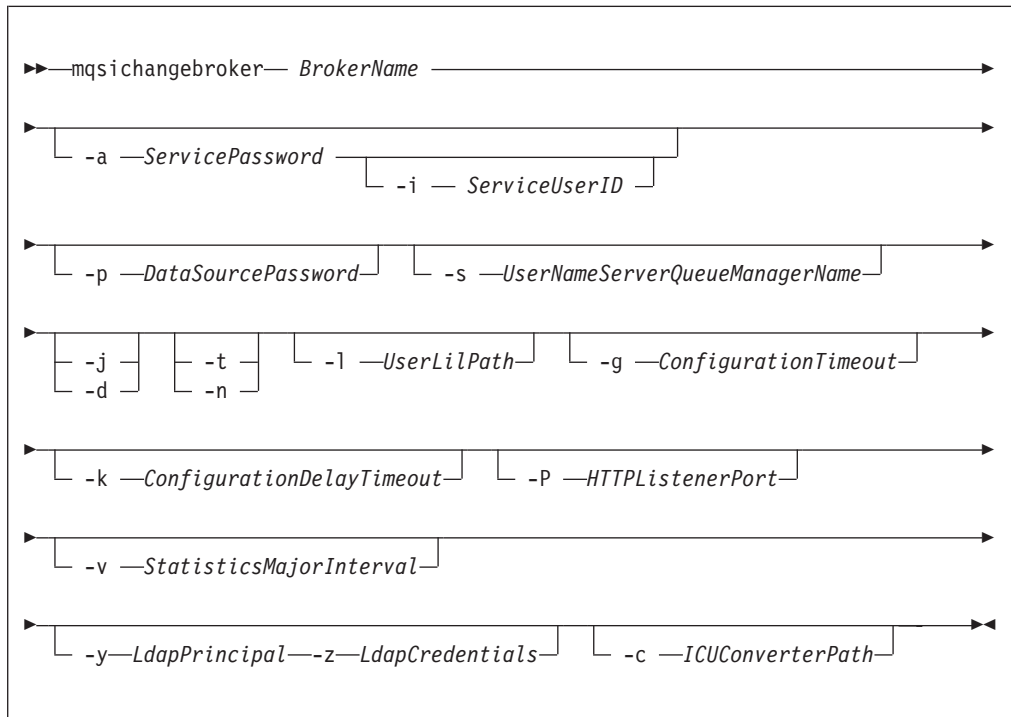 mqsichangebroker BrokerName
-a ServicePassword
-i ServiceUserID
-p DataSourcePassword -s UserNameServerQueueManagerName
-j -t -l UserLilPath -g ConfigurationTimeout
-d -n
-k ConfigurationDelayTimeout -P HTTPListenerPort
-v StatisticsMajorInterval
-y LdapPrincipal -z LdapCredentials -c ICUConverterPath